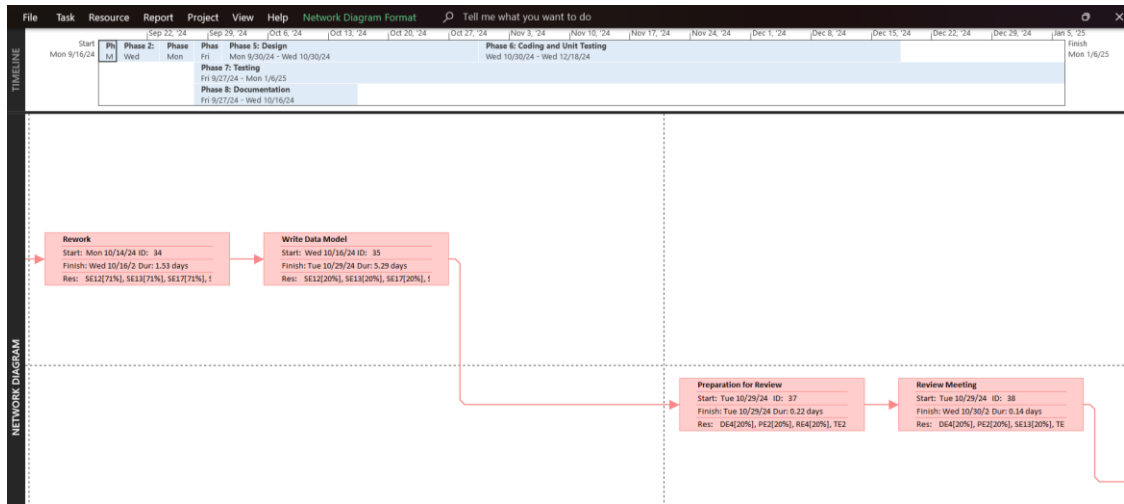 File Task Resource Report Project View Help Network Diagram Format Tell me what you want to do
Sep 22, '24 Sep 29, '24 Oct 6, '24 Oct 13, '24 Oct 20, '24 Oct 27, '24 Nov 3, '24 Nov 10, '24 Nov 17, '24 Nov 24, '24 Dec 1, '24 Dec 8, '24 Dec 15, '24 Dec 22, '24 Dec 29, '24 Jan 5, '25
TIMELINE
Start
Mon 9/16/24
Ph Phase 2: Phase Phas Phase 5: Design Phase 6: Coding and Unit Testing
M Wed Mon Fri Mon 9/30/24 - Wed 10/30/24 Wed 10/30/24 - Wed 12/18/24
Phase 7: Testing
Fri 9/27/24 - Mon 1/6/25
Phase 8: Documentation
Fri 9/27/24 - Wed 10/16/24
Finish
Mon 1/6/25
NETWORK DIAGRAM
Rework
Start: Mon 10/14/24 ID: 34
Finish: Wed 10/16/2 Dur: 1.53 days
Res: SE12[71%], SE13[71%], SE17[71%],
Write Data Model
Start: Wed 10/16/24 ID: 35
Finish: Tue 10/29/24 Dur: 5.29 days
Res: SE12[20%], SE13[20%], SE17[20%],
Preparation for Review
Start: Tue 10/29/24 ID: 37
Finish: Tue 10/29/24 Dur: 0.22 days
Res: DE4[20%], PE2[20%], RE4[20%], TE2
Review Meeting
Start: Tue 10/29/24 ID: 38
Finish: Wed 10/30/2 Dur: 0.14 days
Res: DE4[20%], PE2[20%], SE13[20%], TE